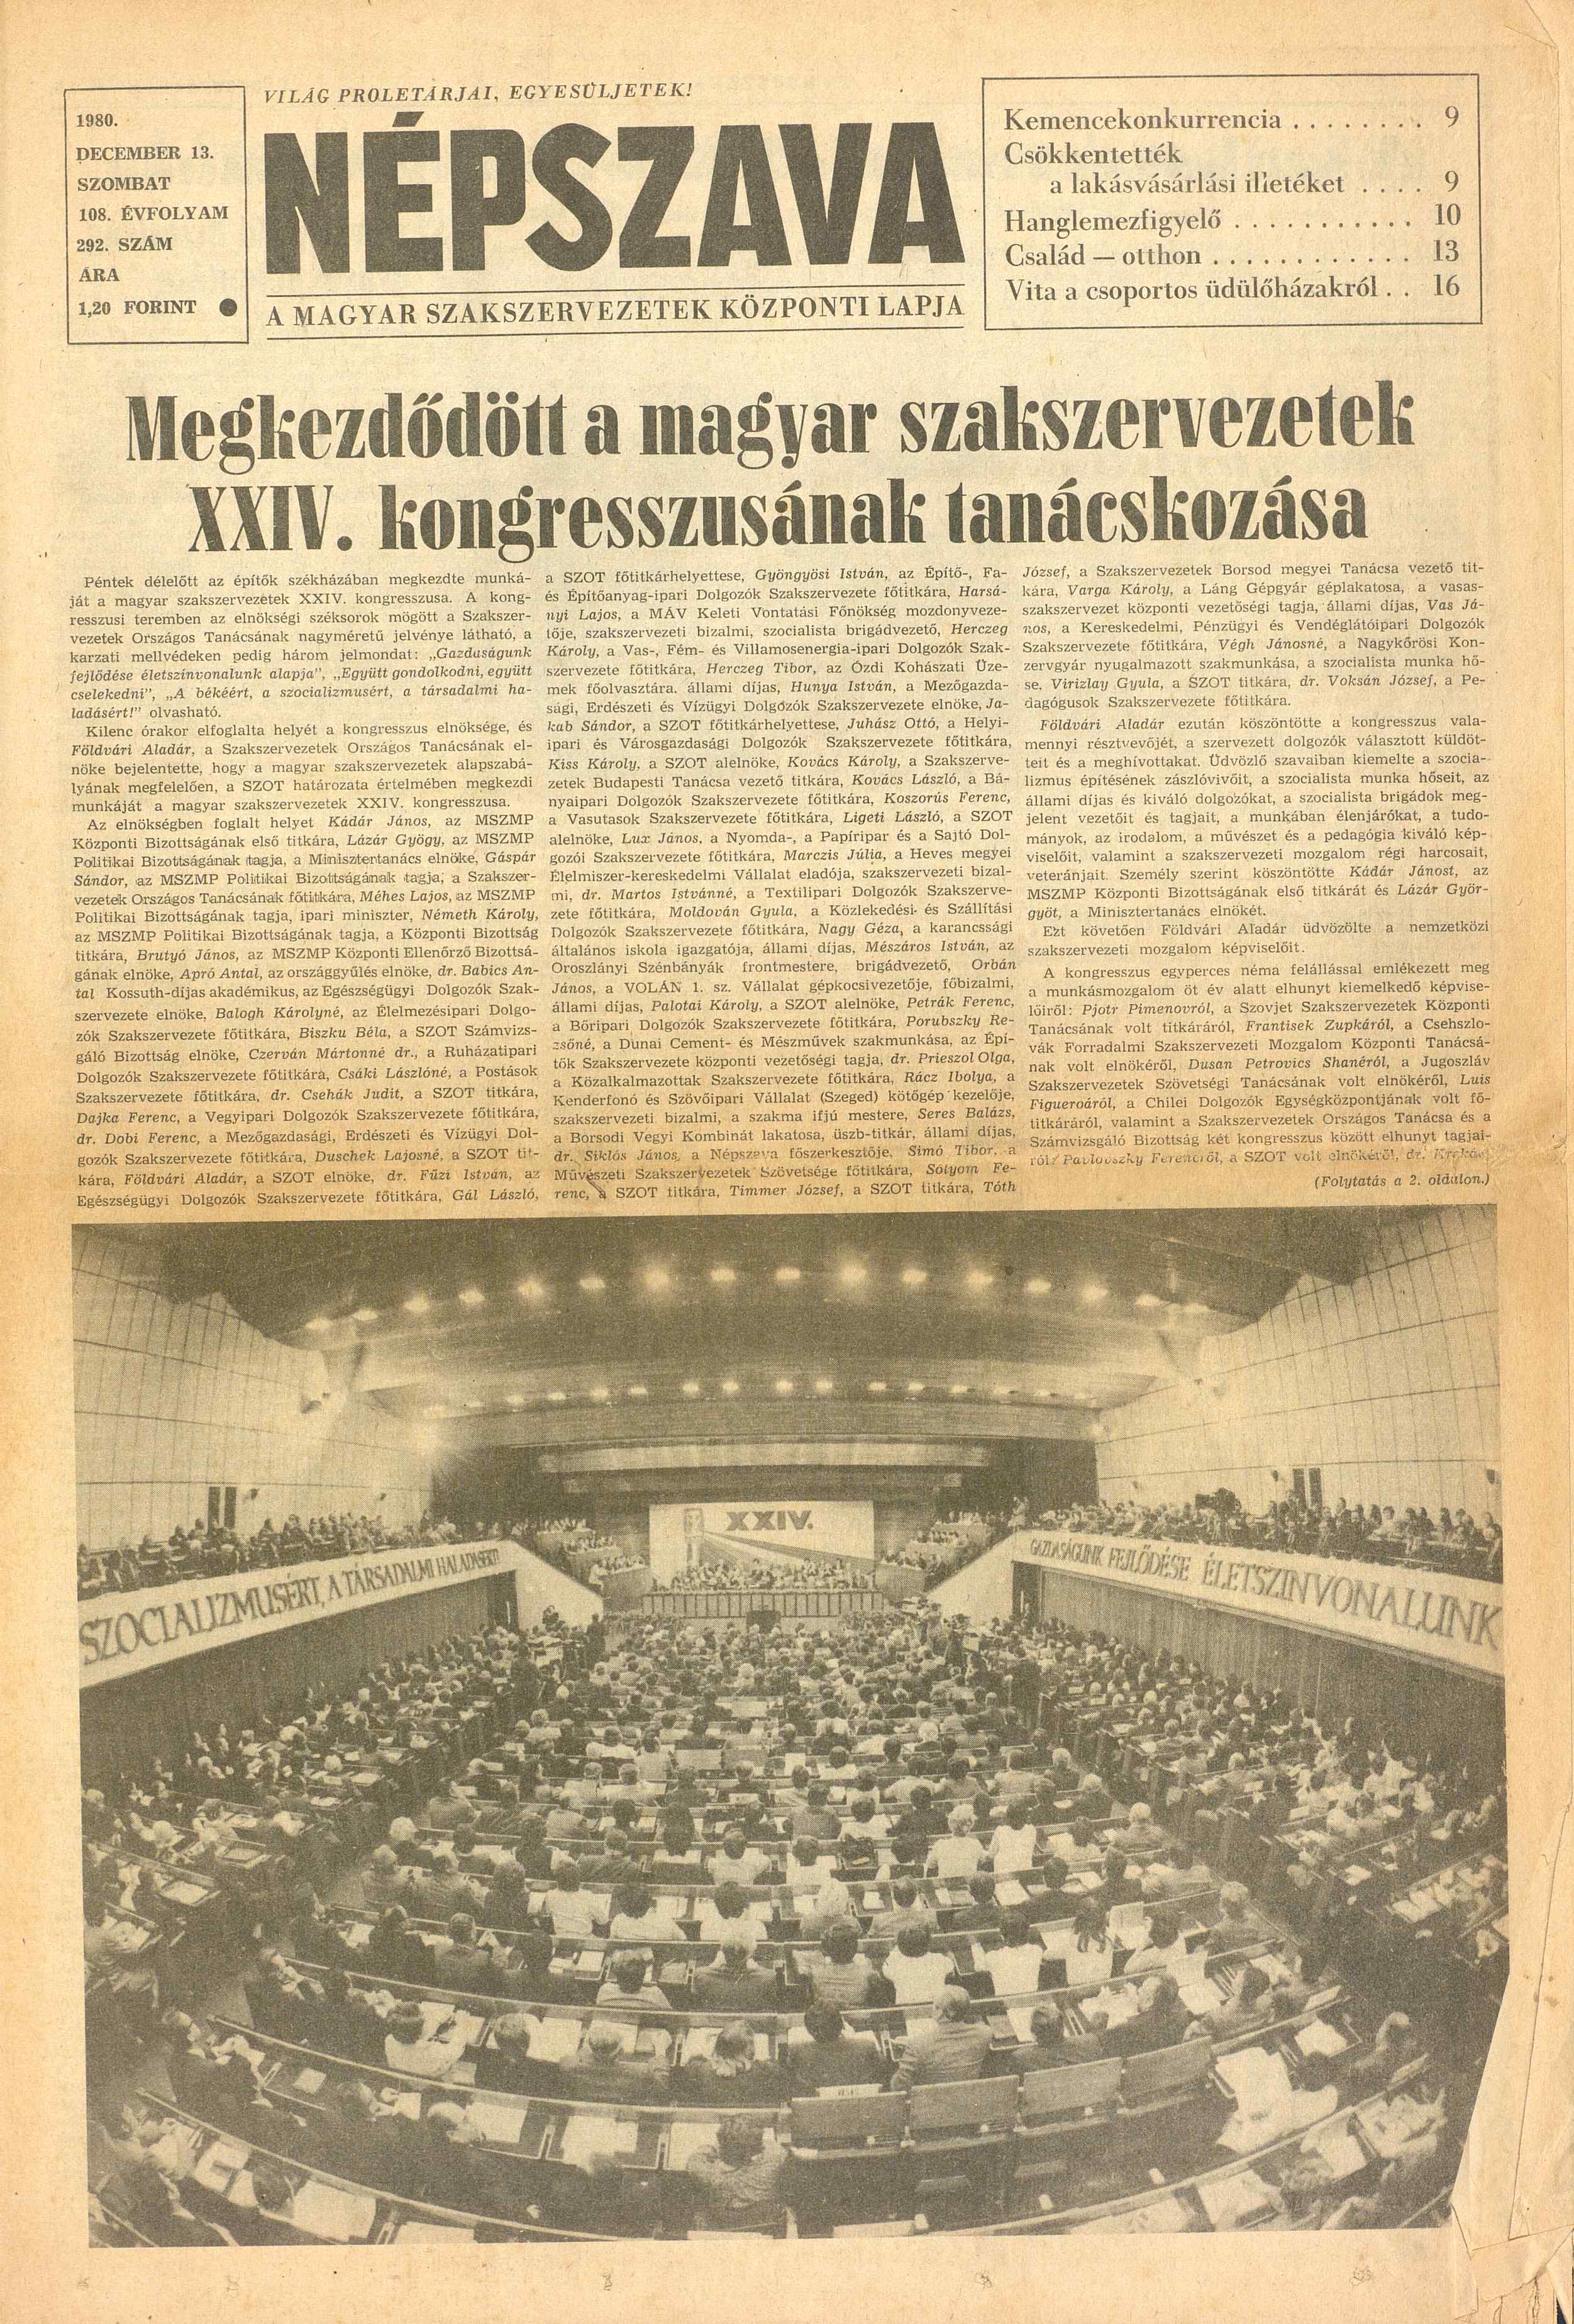 1980.
DECEMBER 13.
SZOMBAT
108. ÉVFOLYAM
292. SZÁM
ÁRA
1,20 FORINT ●
VILÁG PROLETÁRJAI, EGYESÜLJETEK!
NÉPSZAVA
A MAGYAR SZAKSZERVEZETEK KÖZPONTI LAPJA
Kemencekonkurrencia . . . . . . . . 9
Csökkentették
a lakásvásárlási illetéket . . . . 9
Hanglemezfigyelő . . . . . . . . . . . 10
Család — otthon . . . . . . . . . . . . 13
Vita a csoportos üdülőházakról . . 16
Megkezdődött a magyar szakszervezetek
XXIV. kongresszusának tanácskozása
Péntek délelőtt az építők székházában megkezdte munká-
ját a magyar szakszervezetek XXIV. kongresszusa. A kong-
resszusi teremben az elnökségi széksorok mögött a Szakszer-
vezetek Országos Tanácsának nagyméretű jelvénye látható, a
karzati mellvédeken pedig három jelmondat: „Gazdaságunk
fejlődése életszínvonalunk alapja”, „Együtt gondolkodni, együtt
cselekedni”, „A békéért, a szocializmusért, a társadalmi ha-
ladásért!” olvasható.
Kilenc órakor elfoglalta helyét a kongresszus elnöksége, és
Földvári Aladár, a Szakszervezetek Országos Tanácsának el-
nöke bejelentette, hogy a magyar szakszervezetek alapszabá-
lyának megfelelően, a SZOT határozata értelmében megkezdi
munkáját a magyar szakszervezetek XXIV. kongresszusa.
Az elnökségben foglalt helyet Kádár János, az MSZMP
Központi Bizottságának első titkára, Lázár Gyögy, az MSZMP
Politikai Bizottságának tagja, a Minisztertanács elnöke, Gáspár
Sándor, az MSZMP Politikai Bizottságának tagja, a Szakszer-
vezetek Országos Tanácsának főtitkára, Méhes Lajos, az MSZMP
Politikai Bizottságának tagja, ipari miniszter, Németh Károly,
az MSZMP Politikai Bizottságának tagja, a Központi Bizottság
titkára, Brutyó János, az MSZMP Központi Ellenőrző Bizottsá-
gának elnöke, Apró Antal, az országgyűlés elnöke, dr. Babics An-
tal Kossuth-díjas akadémikus, az Egészségügyi Dolgozók Szak-
szervezete elnöke, Balogh Károlyné, az Élelmezésipari Dolgo-
zók Szakszervezete főtitkára, Biszku Béla, a SZOT Számvizs-
gáló Bizottság elnöke, Czerván Mártonné dr., a Ruházatipari
Dolgozók Szakszervezete főtitkára, Csáki Lászlóné, a Postások
Szakszervezete főtitkára, dr. Csehák Judit, a SZOT titkára,
Dajka Ferenc, a Vegyipari Dolgozók Szakszervezete főtitkára,
dr. Dobi Ferenc, a Mezőgazdasági, Erdészeti és Vízügyi Dol-
gozók Szakszervezete főtitkára, Duschek Lajosné, a SZOT tit-
kára, Földvári Aladár, a SZOT elnöke, dr. Fűzi István, az
Egészségügyi Dolgozók Szakszervezete főtitkára, Gál László,
a SZOT főtitkárhelyettese, Gyöngyösi István, az Építő-, Fa-
és Építőanyag-ipari Dolgozók Szakszervezete főtitkára, Harsá-
nyi Lajos, a MÁV Keleti Vontatási Főnökség mozdonyveze-
tője, szakszervezeti bizalmi, szocialista brigádvezető, Herczeg
Károly, a Vas-, Fém- és Villamosenergia-ipari Dolgozók Szak-
szervezete főtitkára, Herczeg Tibor, az Ózdi Kohászati Üze-
mek főolvasztára. állami díjas, Hunya István, a Mezőgazda-
sági, Erdészeti és Vízügyi Dolgozók Szakszervezete elnöke, Ja-
kab Sándor, a SZOT főtitkárhelyettese, Juhász Ottó, a Helyi-
ipari és Városgazdasági Dolgozók Szakszervezete főtitkára,
Kiss Károly, a SZOT alelnöke, Kovács Károly, a Szakszerve-
zetek Budapesti Tanácsa vezető titkára, Kovács László, a Bá-
nyaipari Dolgozók Szakszervezete főtitkára, Koszorús Ferenc,
a Vasutasok Szakszervezete főtitkára, Ligeti László, a SZOT
alelnöke, Lux János, a Nyomda-, a Papíripar és a Sajtó Dol-
gozói Szakszervezete főtitkára, Marczis Júlia, a Heves megyei
Élelmiszer-kereskedelmi Vállalat eladója, szakszervezeti bizal-
mi, dr. Martos Istvánné, a Textilipari Dolgozók Szakszerve-
zete főtitkára, Moldován Gyula, a Közlekedési- és Szállítási
Dolgozók Szakszervezete főtitkára, Nagy Géza, a karancssági
általános iskola igazgatója, állami díjas, Mészáros István, az
Oroszlányi Szénbányák frontmestere, brigádvezető, Orbán
János, a VOLÁN 1. sz. Vállalat gépkocsivezetője, főbizalmi,
állami díjas, Palotai Károly, a SZOT alelnöke, Petrák Ferenc,
a Bőripari Dolgozók Szakszervezete főtitkára, Porubszky Re-
zsőné, a Dunai Cement- és Mészművek szakmunkása, az Épí-
tők Szakszervezete központi vezetőségi tagja, dr. Prieszol Olga,
a Közalkalmazottak Szakszervezete főtitkára, Rácz Ibolya, a
Kenderfonó és Szövőipari Vállalat (Szeged) kötőgép kezelője,
szakszervezeti bizalmi, a szakma ifjú mestere, Seres Balázs,
a Borsodi Vegyi Kombinát lakatosa, üszb-titkár, állami díjas,
dr. Siklós János, a Népszava főszerkesztője, Simó Tibor, a
Művészeti Szakszervezetek Szövetsége főtitkára, Sólyom Fe-
renc, a SZOT titkára, Timmer József, a SZOT titkára, Tóth
József, a Szakszervezetek Borsod megyei Tanácsa vezető tit-
kára, Varga Károly, a Láng Gépgyár géplakatosa, a vasas-
szakszervezet központi vezetőségi tagja, állami díjas, Vas Já-
nos, a Kereskedelmi, Pénzügyi és Vendéglátóipari Dolgozók
Szakszervezete főtitkára, Végh Jánosné, a Nagykőrösi Kon-
zervgyár nyugalmazott szakmunkása, a szocialista munka hő-
se, Virizlay Gyula, a SZOT titkára, dr. Voksán József, a Pe-
dagógusok Szakszervezete főtitkára.
Földvári Aladár ezután köszöntötte a kongresszus vala-
mennyi résztvevőjét, a szervezett dolgozók választott küldöt-
teit és a meghívottakat. Üdvözlő szavaiban kiemelte a szocia-
lizmus építésének zászlóvivőit, a szocialista munka hőseit, az
állami díjas és kiváló dolgozókat, a szocialista brigádok meg-
jelent vezetőit és tagjait, a munkában élenjárókat, a tudo-
mányok, az irodalom, a művészet és a pedagógia kiváló kép-
viselőit, valamint a szakszervezeti mozgalom régi harcosait,
veteránjait. Személy szerint köszöntötte Kádár Jánost, az
MSZMP Központi Bizottságának első titkárát és Lázár Györ-
gyöt, a Minisztertanács elnökét.
Ezt követően Földvári Aladár üdvözölte a nemzetközi
szakszervezeti mozgalom képviselőit.
A kongresszus egyperces néma felállással emlékezett meg
a munkásmozgalom öt év alatt elhunyt kiemelkedő képvise-
lőiről: Pjotr Pimenovról, a Szovjet Szakszervezetek Központi
Tanácsának volt titkáráról, Frantisek Zupkáról, a Csehszlo-
vák Forradalmi Szakszervezeti Mozgalom Központi Tanácsá-
nak volt elnökéről, Dusan Petrovics Shanéról, a Jugoszláv
Szakszervezetek Szövetségi Tanácsának volt elnökéről, Luis
Figueroáról, a Chilei Dolgozók Egységközpontjának volt fő-
titkáráról, valamint a Szakszervezetek Országos Tanácsa és a
Számvizsgáló Bizottság két kongresszus között elhunyt tagjai-
ról: Pavlovszky Ferencről, a SZOT volt elnökéről, dr.
(Folytatás a 2. oldalon.)
XXIV.
SZOCIALIZMUSÉRT, A TÁRSADALMI HALADÁSÉRT!
GAZDASÁGUNK FEJLŐDÉSE ÉLETSZINVONALUNK